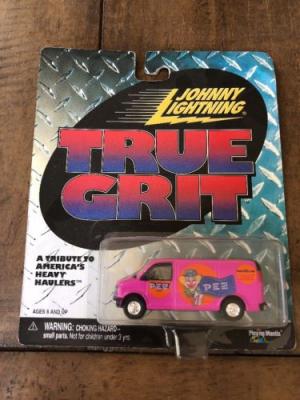 JOHNNY
LIGHTNING®
TRUE
GRIT
A TRIBUTE TO
AMERICA'S
HEAVY
HAULERS™
PEZ
PEZ
AGES 8 AND UP
WARNING: CHOKING HAZARD–
small parts. Not for children under 3 yrs.
Playing Mantis